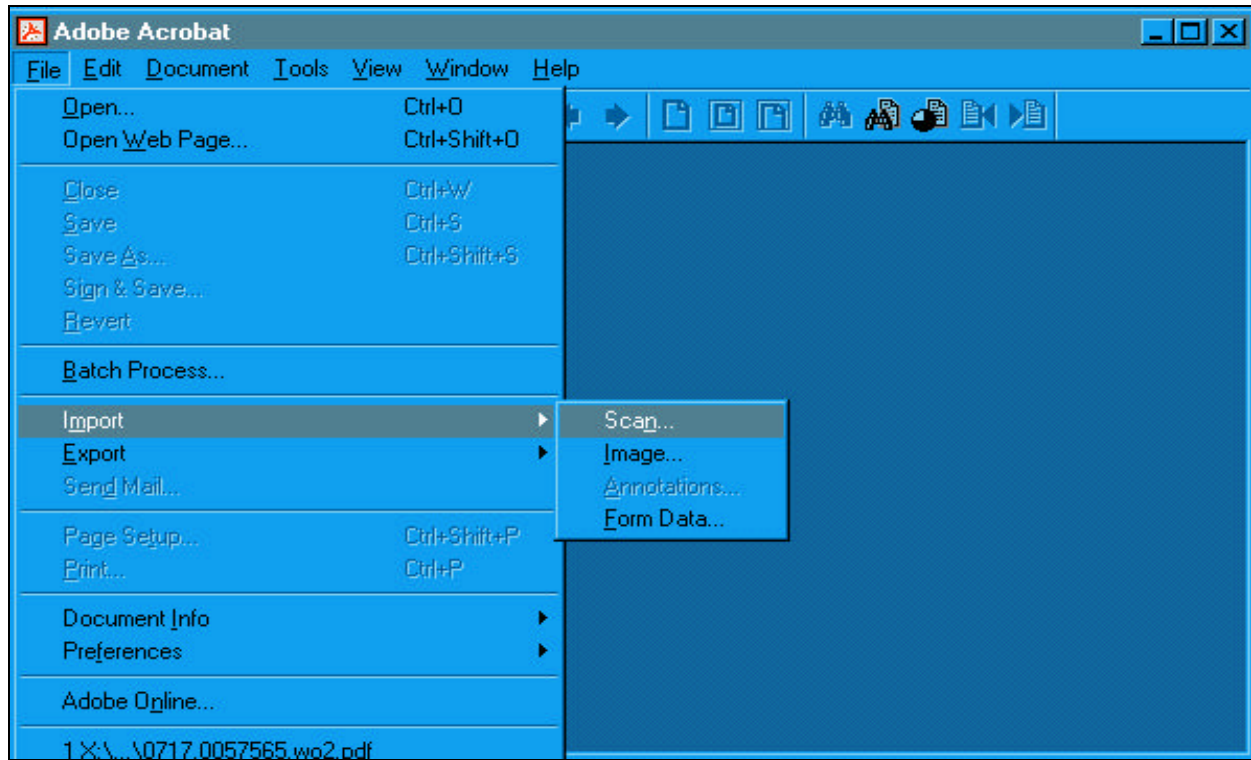 Adobe Acrobat
File Edit Document Tools View Window Help
Open... Ctrl+O
Open Web Page... Ctrl+Shift+O
Close Ctrl+W
Save Ctrl+S
Save As... Ctrl+Shift+S
Sign & Save...
Revert
Batch Process...
Import
Export
Send Mail...
Scan...
Image...
Annotations...
Form Data...
Page Setup... Ctrl+Shift+P
Print... Ctrl+P
Document Info
Preferences
Adobe Online...
1 X:\...\0717.0057565.wo2.pdf